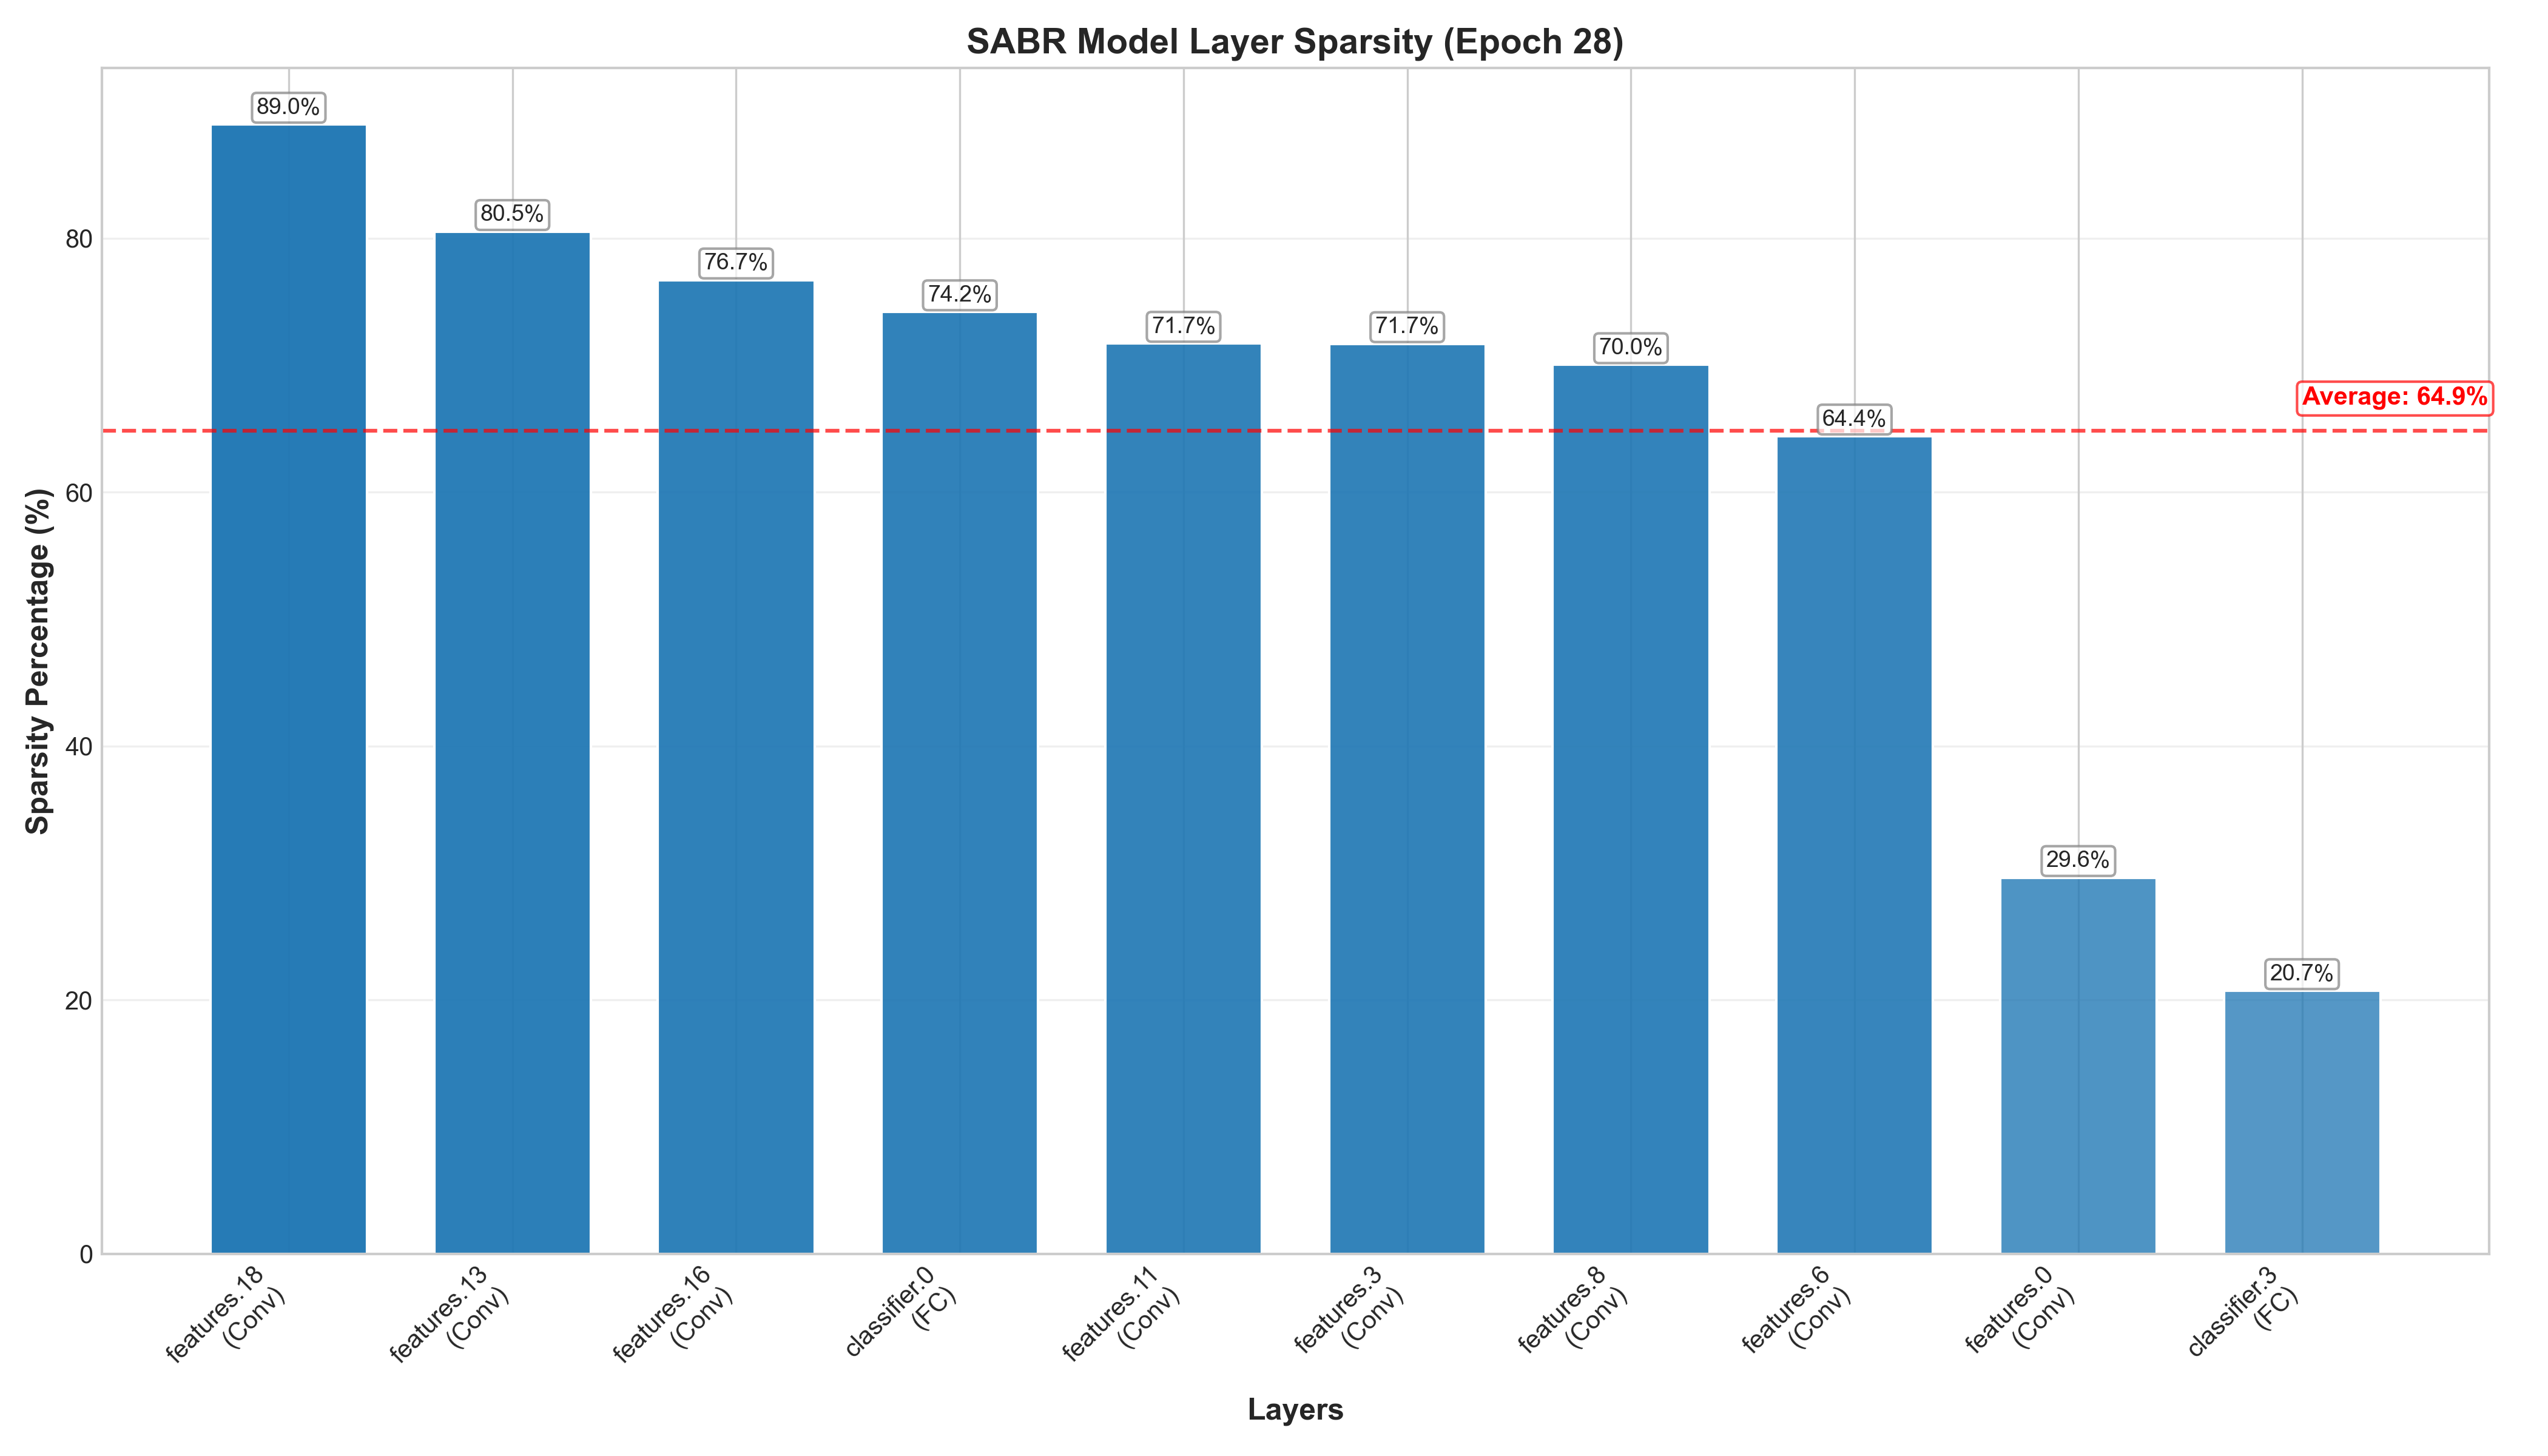 SABR Model Layer Sparsity (Epoch 28)
Sparsity Percentage (%)
80
60
40
20
0
89.0%
80.5%
76.7%
74.2%
71.7%
71.7%
70.0%
64.4%
29.6%
20.7%
Average: 64.9%
features.18
(Conv)
features.13
(Conv)
features.16
(Conv)
classifier.0
(FC)
features.11
(Conv)
features.3
(Conv)
features.8
(Conv)
features.6
(Conv)
features.0
(Conv)
classifier.3
(FC)
Layers